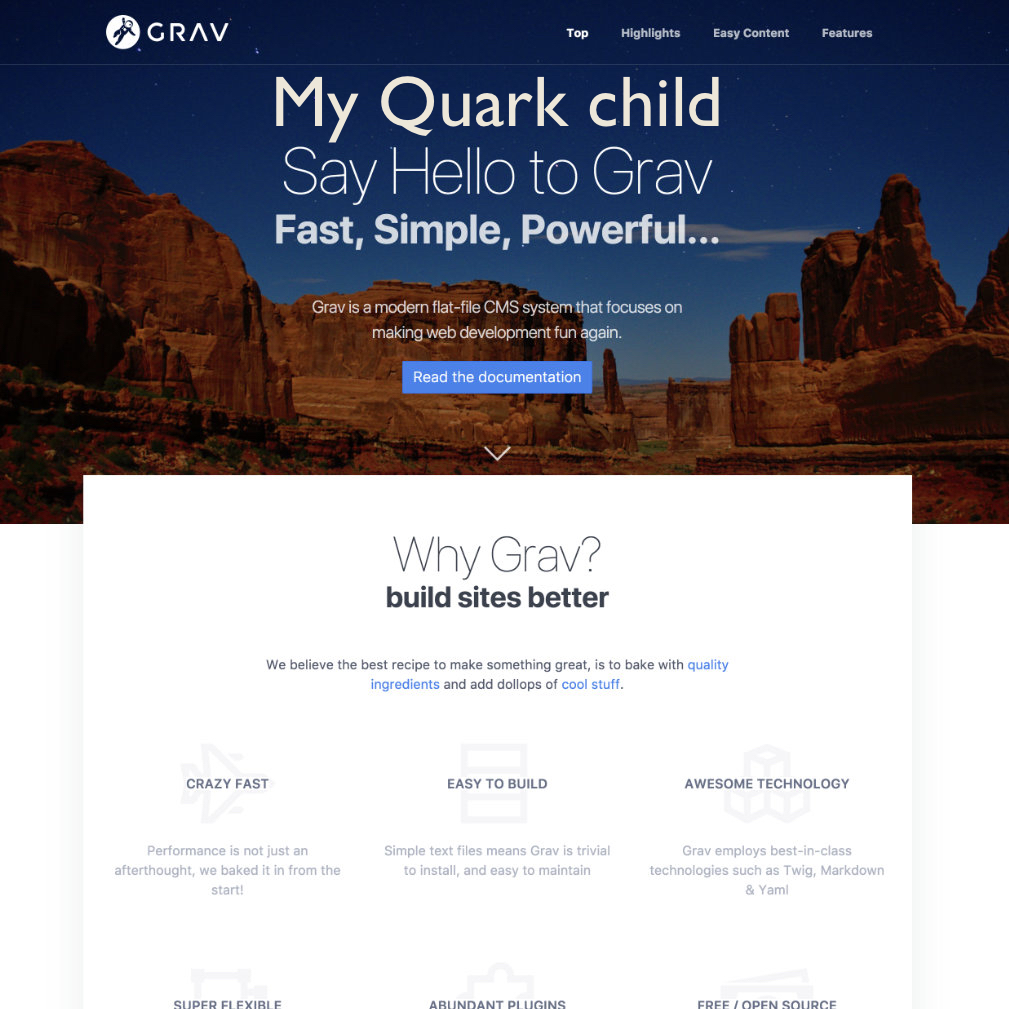 GRAV
Top Highlights Easy Content Features
My Quark child
Say Hello to Grav
Fast, Simple, Powerful...
Grav is a modern flat-file CMS system that focuses on
making web development fun again.
Read the documentation
Why Grav?
build sites better
We believe the best recipe to make something great, is to bake with quality
ingredients and add dollops of cool stuff.
CRAZY FAST
Performance is not just an
afterthought, we baked it in from the
start!
EASY TO BUILD
Simple text files means Grav is trivial
to install, and easy to maintain
AWESOME TECHNOLOGY
Grav employs best-in-class
technologies such as Twig, Markdown
& Yaml
SUPER FLEXIBLE
ABUNDANT PLUGINS
FREE / OPEN SOURCE